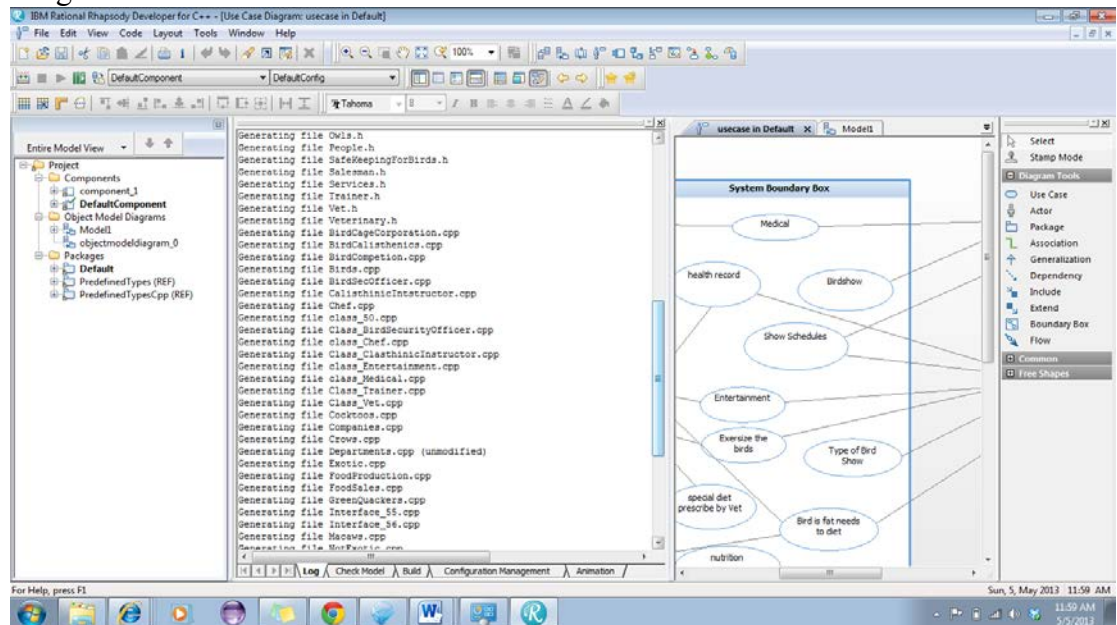 IBM Rational Rhapsody Developer for C++ - [Use Case Diagram: usecase in Default]
File Edit View Code Layout Tools Window Help
100%
DefaultComponent DefaultConfig
Tahoma 8
Entire Model View
Project
Components
component_1
DefaultComponent
Object Model Diagrams
Model1
objectmodeldiagram_0
Packages
Default
PredefinedTypes (REF)
PredefinedTypesCpp (REF)
Generating file Owls.h
Generating file People.h
Generating file SafeKeepingForBirds.h
Generating file Salesman.h
Generating file Services.h
Generating file Trainer.h
Generating file Vet.h
Generating file Veterinary.h
Generating file BirdCageCorporation.cpp
Generating file BirdCalisthenics.cpp
Generating file BirdCompetion.cpp
Generating file Birds.cpp
Generating file BirdSecOfficer.cpp
Generating file CalisthinicIntstructor.cpp
Generating file Chef.cpp
Generating file class_50.cpp
Generating file Class_BirdSecurityOfficer.cpp
Generating file class_Chef.cpp
Generating file Class_ClasthinicInstructor.cpp
Generating file class_Entertainment.cpp
Generating file class_Medical.cpp
Generating file Class_Trainer.cpp
Generating file Class_Vet.cpp
Generating file Cocktoos.cpp
Generating file Companies.cpp
Generating file Crows.cpp
Generating file Departments.cpp (unmodified)
Generating file Exotic.cpp
Generating file FoodProduction.cpp
Generating file FoodSales.cpp
Generating file GreenQuackers.cpp
Generating file Interface_55.cpp
Generating file Interface_56.cpp
Generating file Macaws.cpp
Generating file NotExotic.cpp
Log Check Model Build Configuration Management Animation
usecase in Default Model1
System Boundary Box
Medical
health record
Birdshow
Show Schedules
Entertainment
Exersize the
birds
Type of Bird
Show
special diet
prescribe by Vet
Bird is fat needs
to diet
nutrition
Select
Stamp Mode
Diagram Tools
Use Case
Actor
Package
Association
Generalization
Dependency
Include
Extend
Boundary Box
Flow
Common
Free Shapes
For Help, press F1
Sun, 5, May 2013 11:59 AM
11:59 AM
5/5/2013